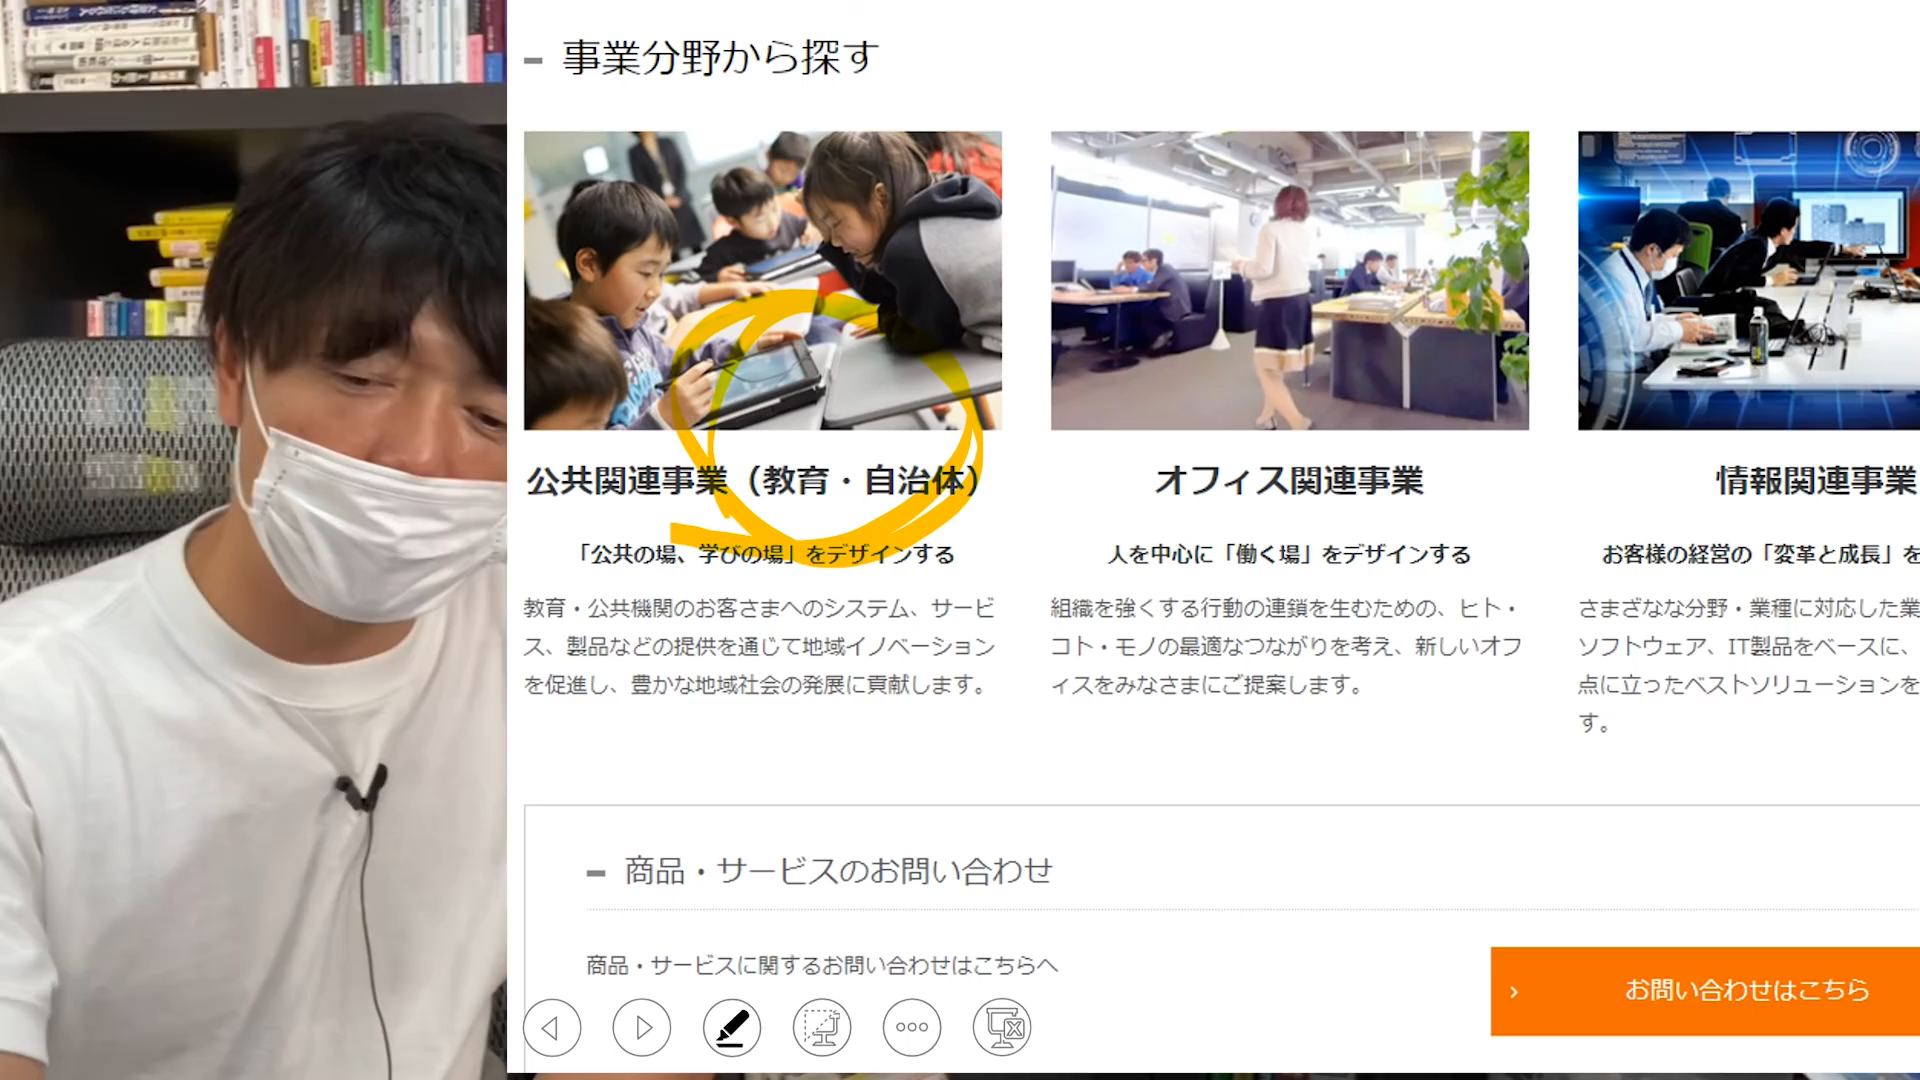 事業分野から探す
公共関連事業（教育・自治体）
「公共の場、学びの場」をデザインする
教育・公共機関のお客さまへのシステム、サービ
ス、製品などの提供を通じて地域イノベーション
を促進し、豊かな地域社会の発展に貢献します。
オフィス関連事業
人を中心に「働く場」をデザインする
組織を強くする行動の連鎖を生むための、ヒト・
コト・モノの最適なつながりを考え、新しいオフ
ィスをみなさまにご提案します。
情報関連事業
お客様の経営の「変革と成長」を
さまざまな分野・業種に対応した業
ソフトウェア、IT製品をベースに、
点に立ったベストソリューションを
す。
商品・サービスのお問い合わせ
商品・サービスに関するお問い合わせはこちらへ
お問い合わせはこちら